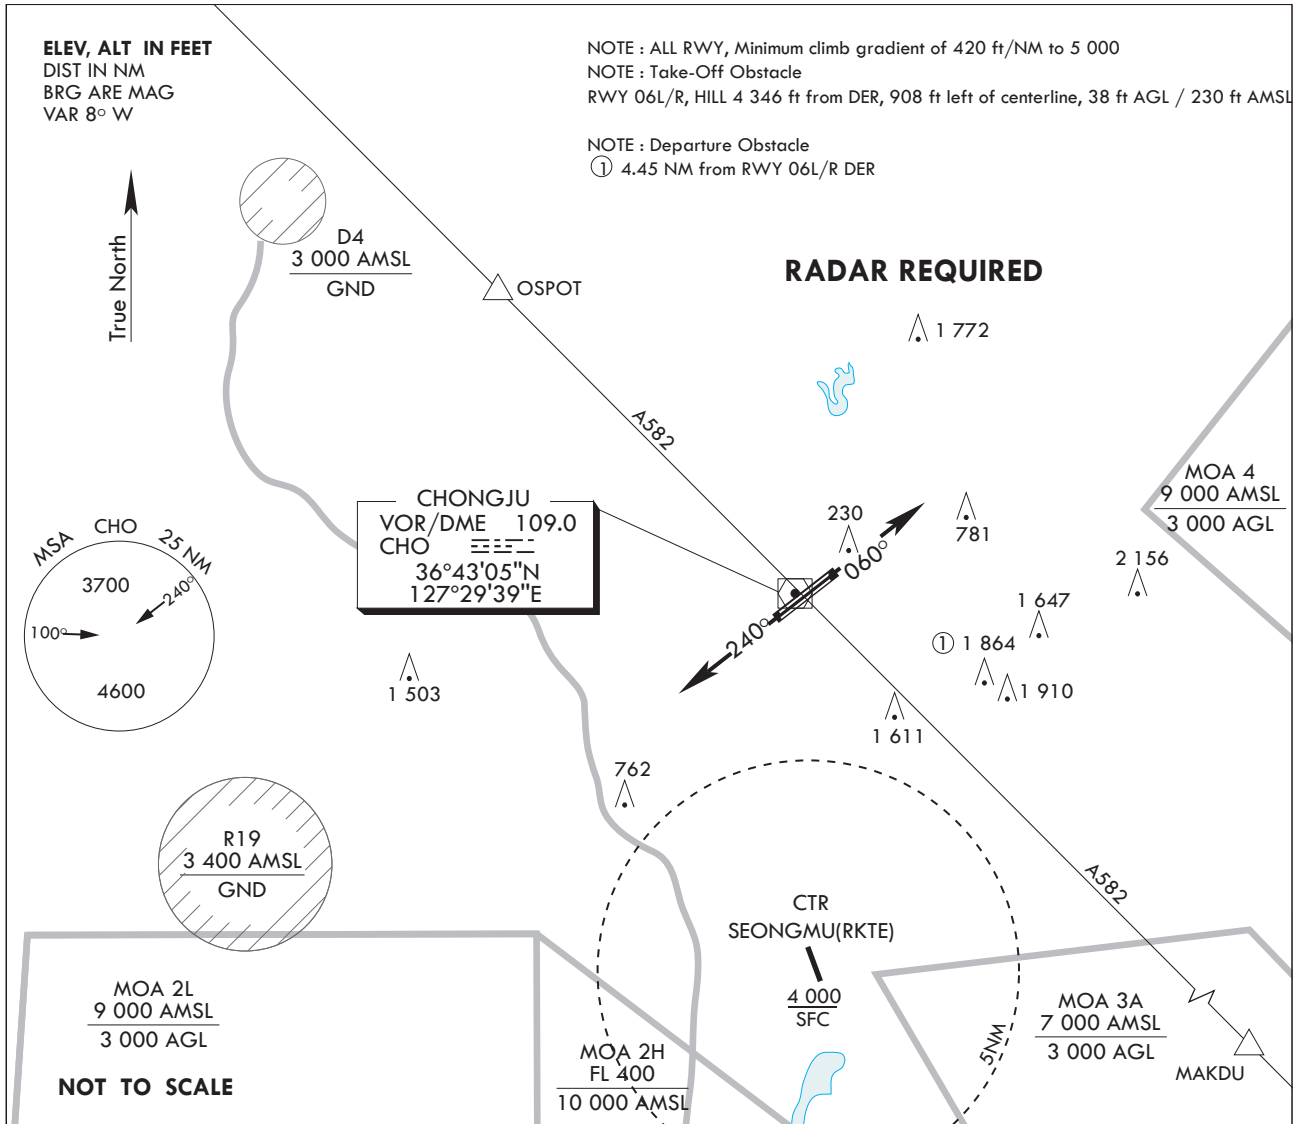 ELEV, ALT IN FEET
DIST IN NM
BRG ARE MAG
VAR 8° W
NOTE : ALL RWY, Minimum climb gradient of 420 ft/NM to 5 000
NOTE : Take-Off Obstacle
RWY 06L/R, HILL 4 346 ft from DER, 908 ft left of centerline, 38 ft AGL / 230 ft AMSL
NOTE : Departure Obstacle
① 4.45 NM from RWY 06L/R DER
True North
D4
3 000 AMSL
GND
OSPOT
RADAR REQUIRED
1 772
A582
MOA 4
9 000 AMSL
3 000 AGL
CHONGJU
VOR/DME 109.0
CHO
36°43'05"N
127°29'39"E
230
781
060°
240°
2 156
1 647
① 1 864
1 910
1 611
MSA CHO 25 NM
3700
240°
100°
4600
1 503
762
R19
3 400 AMSL
GND
A582
CTR
SEONGMU(RKTE)
4 000
SFC
5NM
MOA 2L
9 000 AMSL
3 000 AGL
MOA 2H
FL 400
10 000 AMSL
MOA 3A
7 000 AMSL
3 000 AGL
MAKDU
NOT TO SCALE